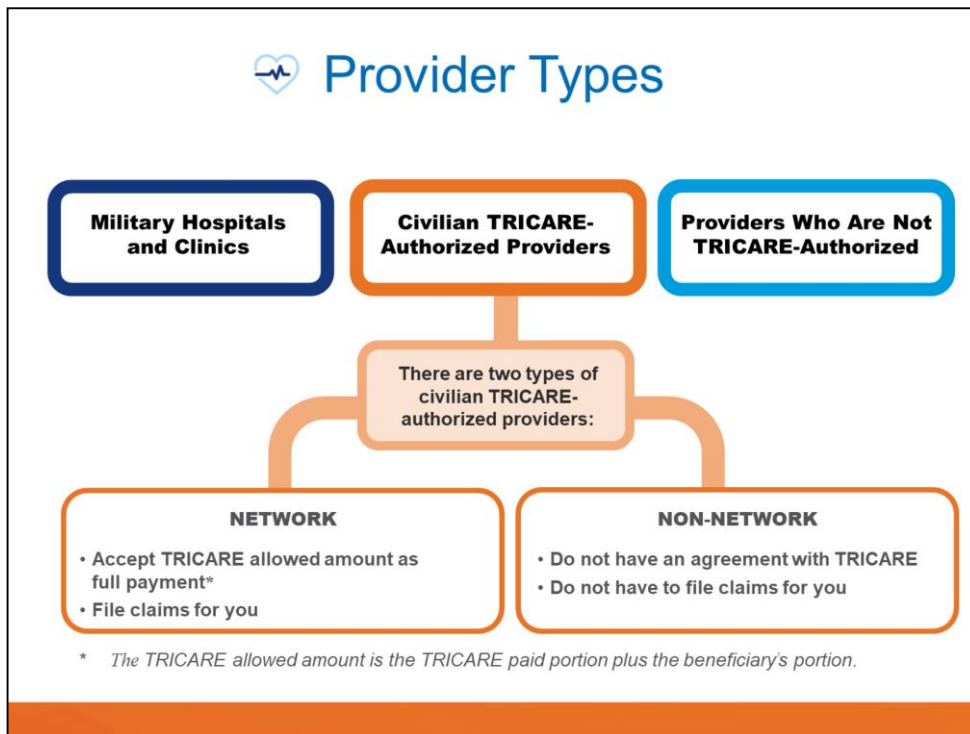 Provider Types
Military Hospitals
and Clinics
Civilian TRICARE-
Authorized Providers
Providers Who Are Not
TRICARE-Authorized
There are two types of
civilian TRICARE-
authorized providers:
NETWORK
• Accept TRICARE allowed amount as
full payment*
• File claims for you
NON-NETWORK
• Do not have an agreement with TRICARE
• Do not have to file claims for you
* The TRICARE allowed amount is the TRICARE paid portion plus the beneficiary's portion.